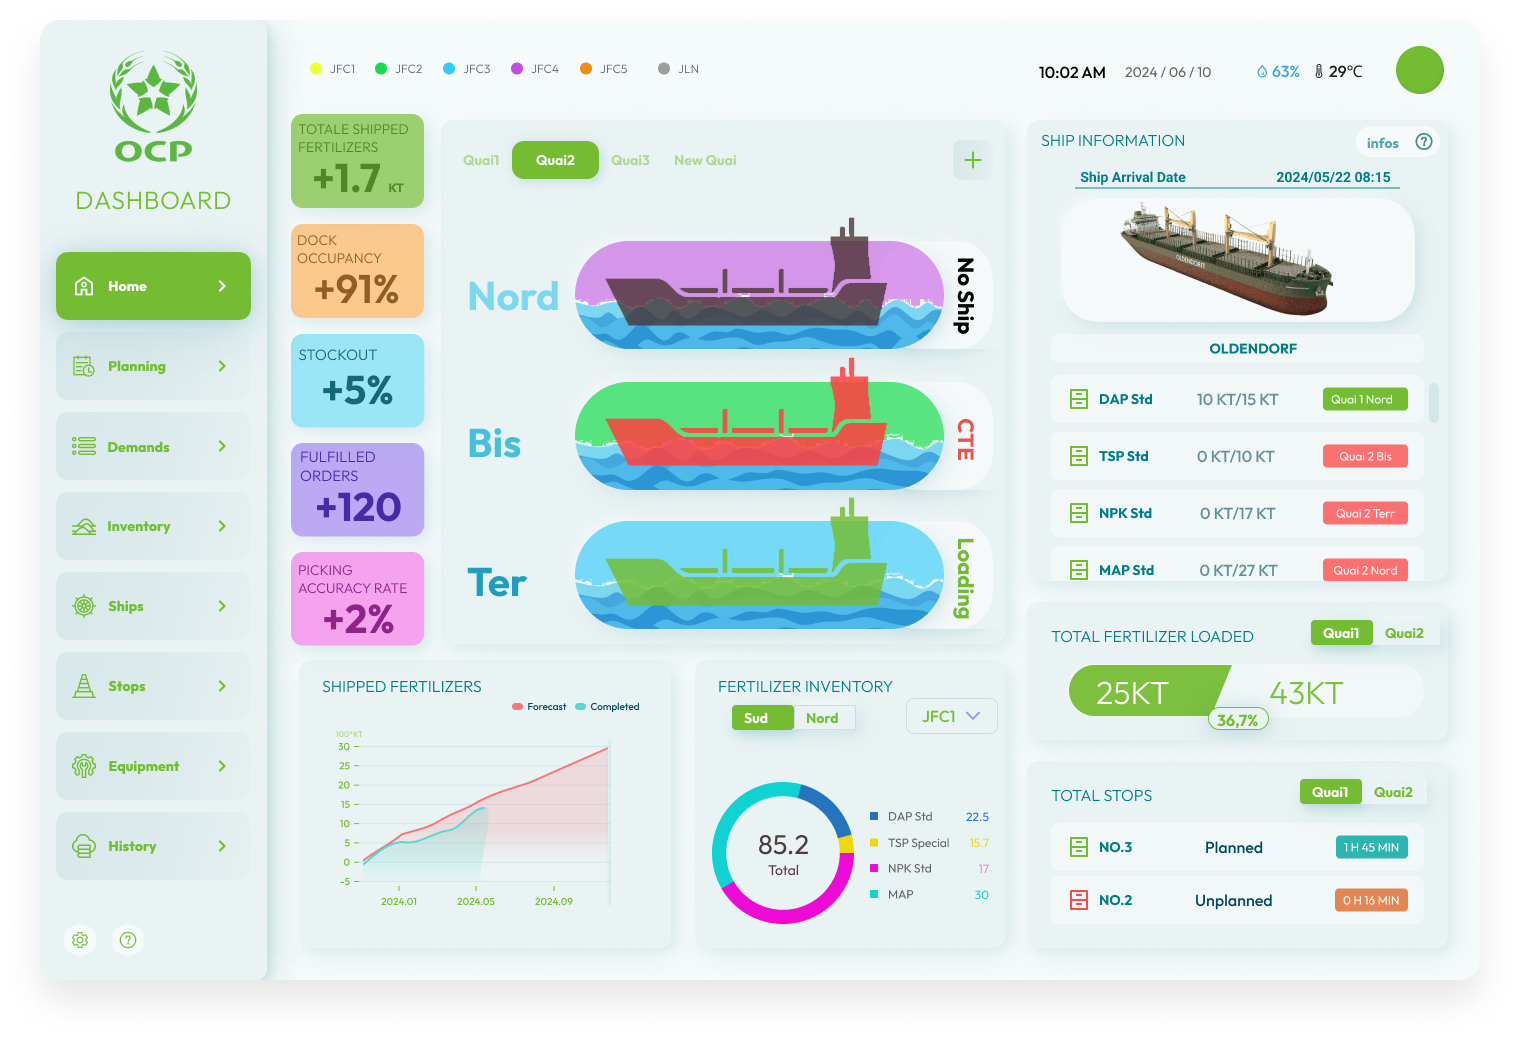 OCP
DASHBOARD
Home
Planning
Demands
Inventory
Ships
Stops
Equipment
History
JFC1
JFC2
JFC3
JFC4
JFC5
JLN
10:02 AM
2024 / 06 / 10
63%
29°C
TOTALE SHIPPED
FERTILIZERS
+1.7 KT
DOCK
OCCUPANCY
+91%
STOCKOUT
+5%
FULFILLED
ORDERS
+120
PICKING
ACCURACY RATE
+2%
Quai1
Quai2
Quai3
New Quai
+
Nord
No Ship
Bis
CTE
Ter
Loading
SHIP INFORMATION
infos
Ship Arrival Date
2024/05/22 08:15
OLDENDORFF
OLDENDORF
DAP Std
10 KT/15 KT
Quai 1 Nord
TSP Std
0 KT/10 KT
Quai 2 Bis
NPK Std
0 KT/17 KT
Quai 2 Terr
MAP Std
0 KT/27 KT
Quai 2 Nord
SHIPPED FERTILIZERS
Forecast
Completed
100*KT
30
25
20
15
10
5
0
-5
2024.01
2024.05
2024.09
FERTILIZER INVENTORY
Sud
Nord
JFC1
85.2
Total
DAP Std
22.5
TSP Special
15.7
NPK Std
17
MAP
30
TOTAL FERTILIZER LOADED
Quai1
Quai2
25KT
43KT
36,7%
TOTAL STOPS
Quai1
Quai2
NO.3
Planned
1 H 45 MIN
NO.2
Unplanned
0 H 16 MIN